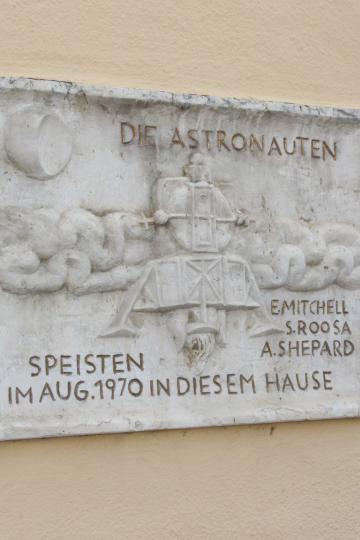 DIE ASTRONAUTEN
E.MITCHELL
S.ROOSA
A.SHEPARD
SPEISTEN
IM AUG. 1970 IN DIESEM HAUSE